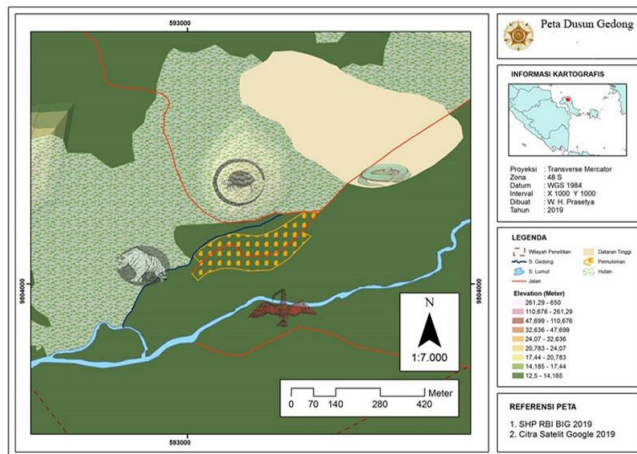 Peta Dusun Gedong
INFORMASI KARTOGRAFIS
Proyeksi : Transverse Mercator
Zona : 48 S
Datum : WGS 1984
Interval : X 1000 Y 1000
Dibuat : W. H. Prasetya
Tahun : 2019
LEGENDA
Wilayah Penelitian
S. Gedong
S. Lumut
Jalan
Dataran Tinggi
Pemukiman
Hutan
Elevation (Meter)
261,29 - 650
110,676 - 261,29
47,699 - 110,676
32,636 - 47,699
24,07 - 32,636
20,783 - 24,07
17,44 - 20,783
14,185 - 17,44
12,5 - 14,185
REFERENSI PETA
1. SHP RBI BIG 2019
2. Citra Satelit Google 2019
593000
9804000
9804000
N
1:7.000
Meter
0 70 140 280 420
593000